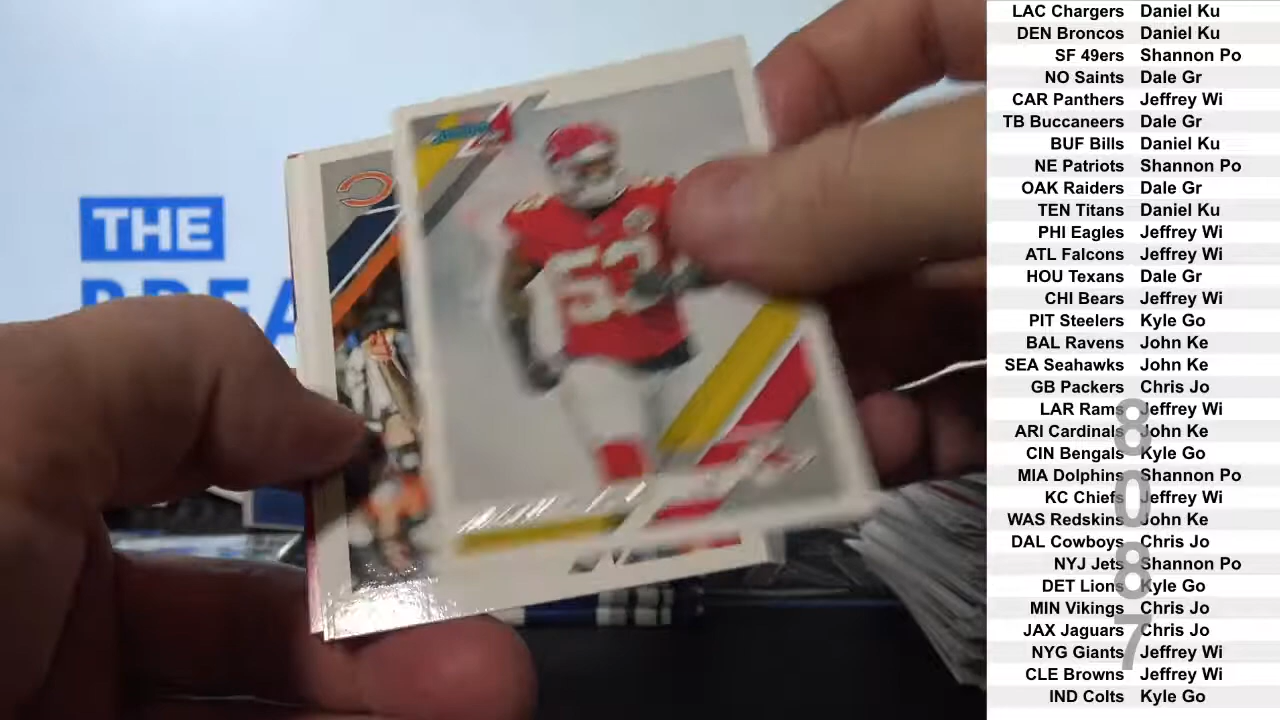 THE
BREA
53
LAC Chargers Daniel Ku
DEN Broncos Daniel Ku
SF 49ers Shannon Po
NO Saints Dale Gr
CAR Panthers Jeffrey Wi
TB Buccaneers Dale Gr
BUF Bills Daniel Ku
NE Patriots Shannon Po
OAK Raiders Dale Gr
TEN Titans Daniel Ku
PHI Eagles Jeffrey Wi
ATL Falcons Jeffrey Wi
HOU Texans Dale Gr
CHI Bears Jeffrey Wi
PIT Steelers Kyle Go
BAL Ravens John Ke
SEA Seahawks John Ke
GB Packers Chris Jo
LAR Rams Jeffrey Wi
ARI Cardinals John Ke
CIN Bengals Kyle Go
MIA Dolphins Shannon Po
KC Chiefs Jeffrey Wi
WAS Redskins John Ke
DAL Cowboys Chris Jo
NYJ Jets Shannon Po
DET Lions Kyle Go
MIN Vikings Chris Jo
JAX Jaguars Chris Jo
NYG Giants Jeffrey Wi
CLE Browns Jeffrey Wi
IND Colts Kyle Go
8087